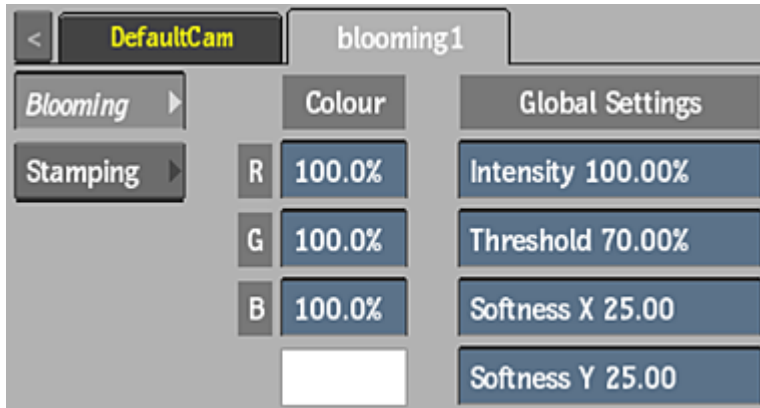 < DefaultCam blooming1
Blooming Colour Global Settings
Stamping R 100.0% Intensity 100.00%
G 100.0% Threshold 70.00%
B 100.0% Softness X 25.00
Softness Y 25.00